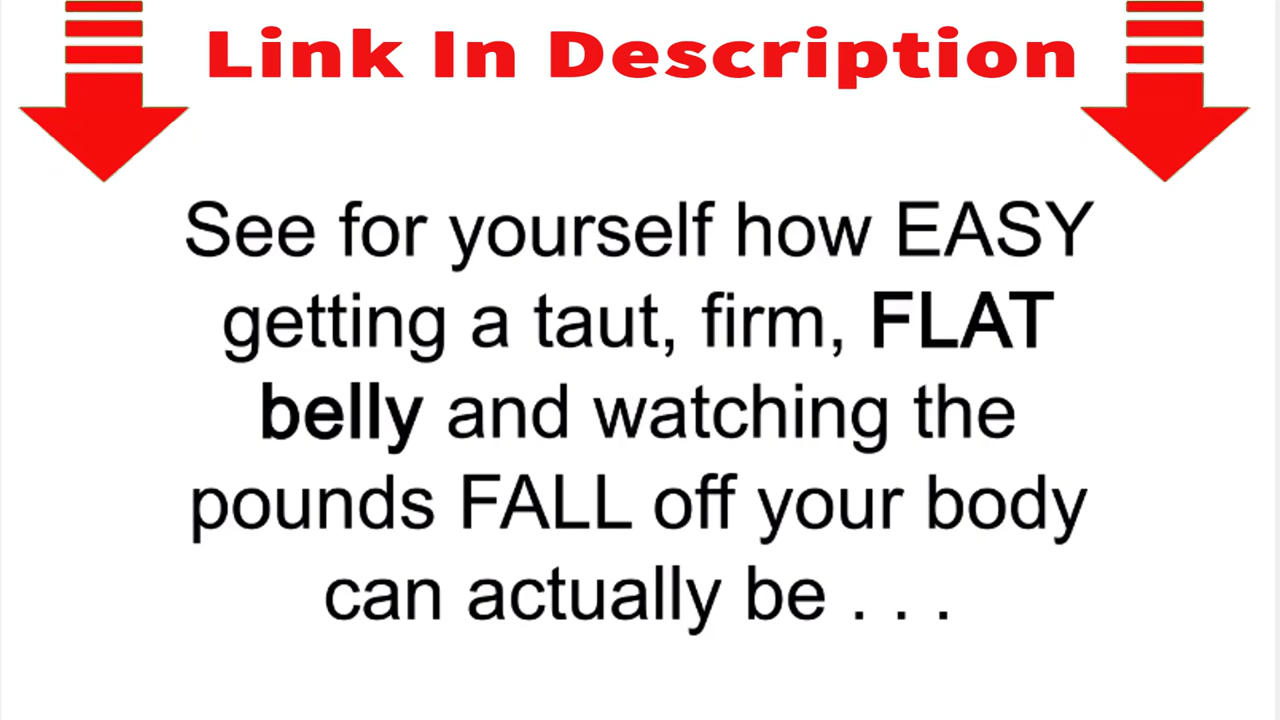 Link In Description
See for yourself how EASY
getting a taut, firm, FLAT
belly and watching the
pounds FALL off your body
can actually be . . .